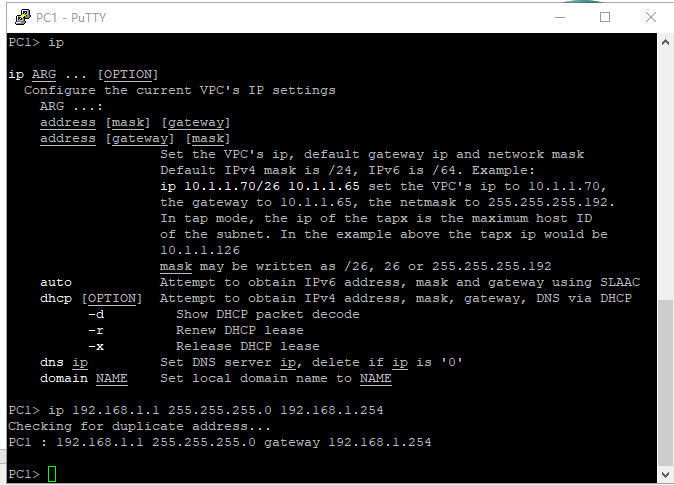 PC1 - PuTTY
PC1> ip
ip ARG ... [OPTION]
Configure the current VPC's IP settings
ARG ...:
address [mask] [gateway]
address [gateway] [mask]
Set the VPC's ip, default gateway ip and network mask
Default IPv4 mask is /24, IPv6 is /64. Example:
ip 10.1.1.70/26 10.1.1.65 set the VPC's ip to 10.1.1.70,
the gateway to 10.1.1.65, the netmask to 255.255.255.192.
In tap mode, the ip of the tapx is the maximum host ID
of the subnet. In the example above the tapx ip would be
10.1.1.126
mask may be written as /26, 26 or 255.255.255.192
auto Attempt to obtain IPv6 address, mask and gateway using SLAAC
dhcp [OPTION] Attempt to obtain IPv4 address, mask, gateway, DNS via DHCP
-d Show DHCP packet decode
-r Renew DHCP lease
-x Release DHCP lease
dns ip Set DNS server ip, delete if ip is '0'
domain NAME Set local domain name to NAME
PC1> ip 192.168.1.1 255.255.255.0 192.168.1.254
Checking for duplicate address...
PC1 : 192.168.1.1 255.255.255.0 gateway 192.168.1.254
PC1>